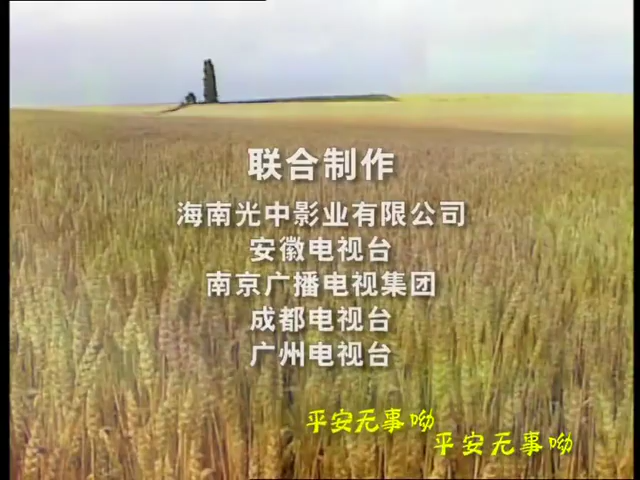 联合制作
海南光中影业有限公司
安徽电视台
南京广播电视集团
成都电视台
广州电视台
平安无事呦
平安无事呦